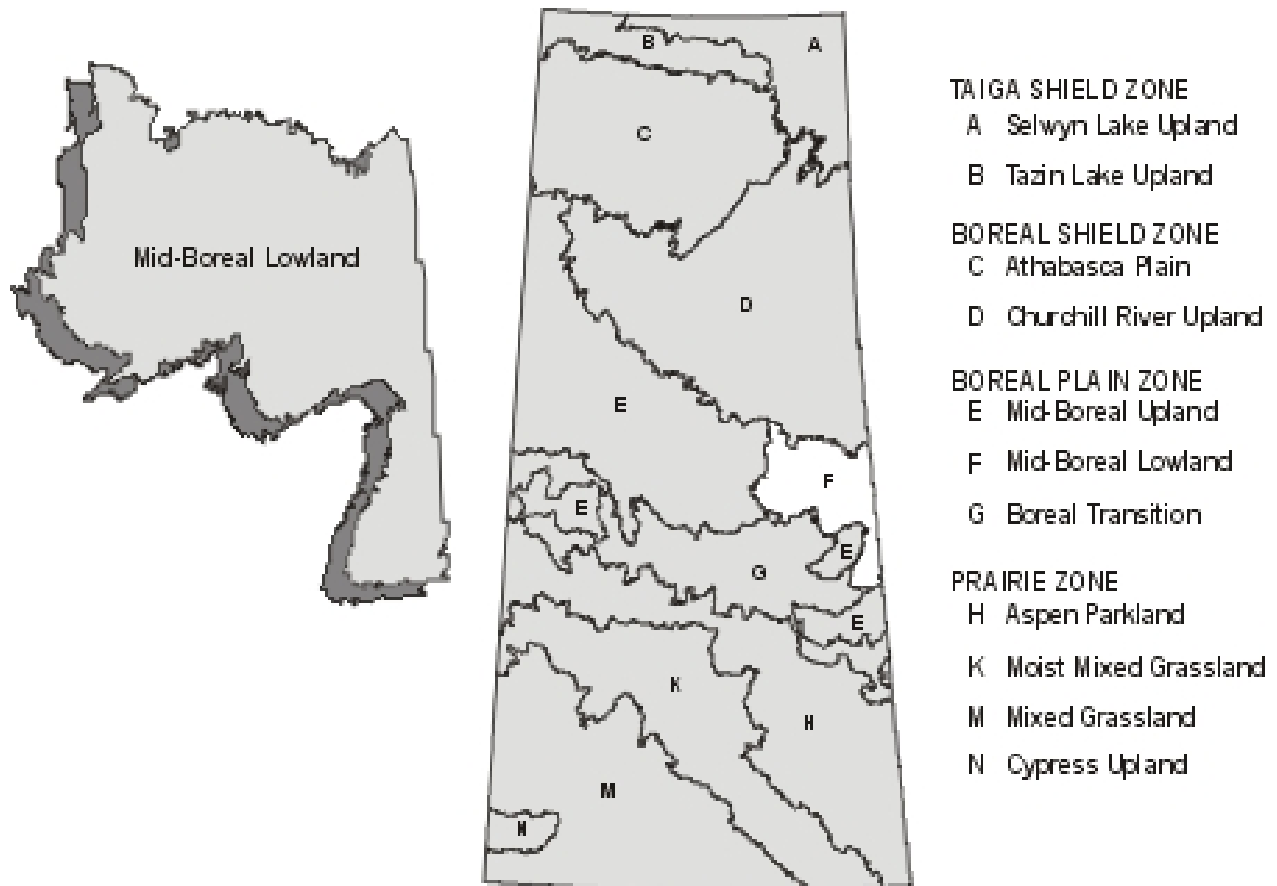 Mid-Boreal Lowland
B
A
C
D
E
F
E
E
G
E
K
H
M
N
TAIGA SHIELD ZONE
A Selwyn Lake Upland
B Tazin Lake Upland
BOREAL SHIELD ZONE
C Athabasca Plain
D Churchill River Upland
BOREAL PLAIN ZONE
E Mid-Boreal Upland
F Mid-Boreal Lowland
G Boreal Transition
PRAIRIE ZONE
H Aspen Parkland
K Moist Mixed Grassland
M Mixed Grassland
N Cypress Upland